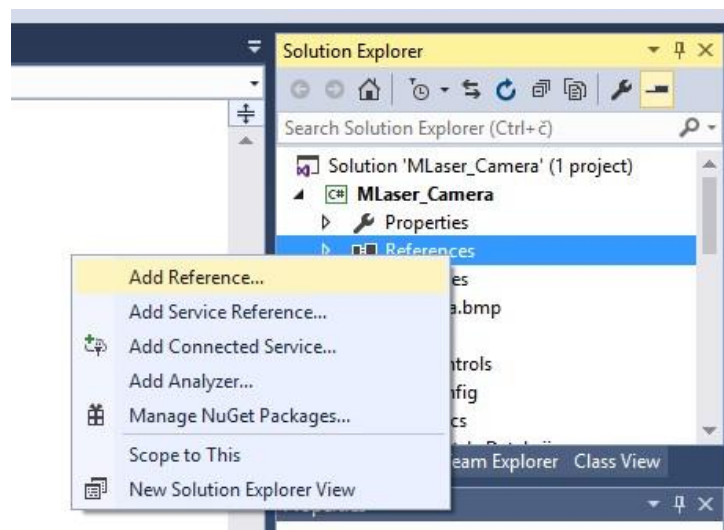 Solution Explorer
Search Solution Explorer (Ctrl+č)
Solution 'MLaser_Camera' (1 project)
C# MLaser_Camera
Properties
References
Add Reference...
es
Add Service Reference...
a.bmp
Add Connected Service...
ntrols
Add Analyzer...
nfig
Manage NuGet Packages...
cs
Scope to This
eam Explorer Class View
New Solution Explorer View